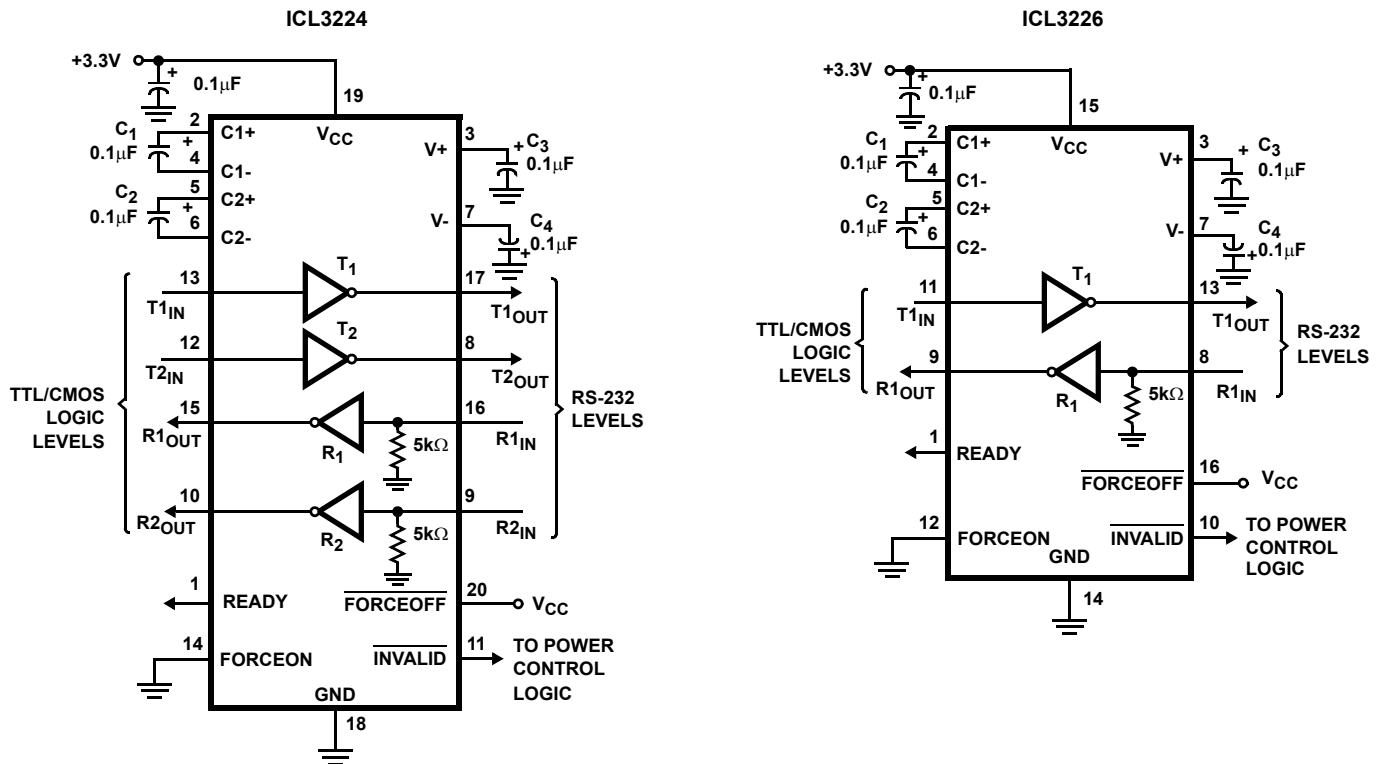 ICL3224
+3.3V
+
0.1μF
19
2
C1
0.1μF
+
4
C1+
C1-
VCC
3
V+
+ C3
0.1μF
5
C2
0.1μF
+
6
C2+
C2-
7
V-
C4
0.1μF
+
13
T1IN
T1
17
T1OUT
12
T2IN
T2
8
T2OUT
TTL/CMOS
LOGIC
LEVELS
RS-232
LEVELS
15
R1OUT
R1
5kΩ
16
R1IN
10
R2OUT
R2
5kΩ
9
R2IN
1
READY
FORCEOFF
20
VCC
14
FORCEON
INVALID
11
TO POWER
CONTROL
LOGIC
GND
18
ICL3226
+3.3V
+
0.1μF
15
2
C1
0.1μF
+
4
C1+
C1-
VCC
3
V+
+ C3
0.1μF
5
C2
0.1μF
+
6
C2+
C2-
7
V-
C4
0.1μF
+
11
T1IN
T1
13
T1OUT
TTL/CMOS
LOGIC
LEVELS
RS-232
LEVELS
9
R1OUT
R1
5kΩ
8
R1IN
1
READY
FORCEOFF
16
VCC
12
FORCEON
INVALID
10
TO POWER
CONTROL
LOGIC
GND
14